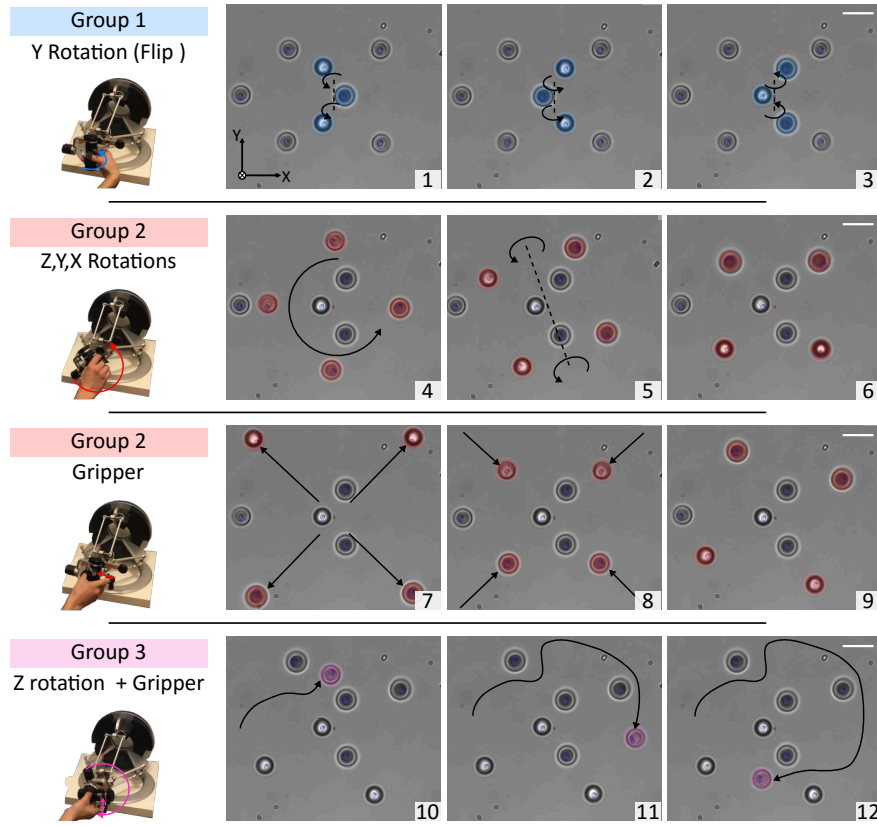 Group 1
Y Rotation (Flip )
Y
X
1
2
3
Group 2
Z,Y,X Rotations
4
5
6
Group 2
Gripper
7
8
9
Group 3
Z rotation + Gripper
10
11
12